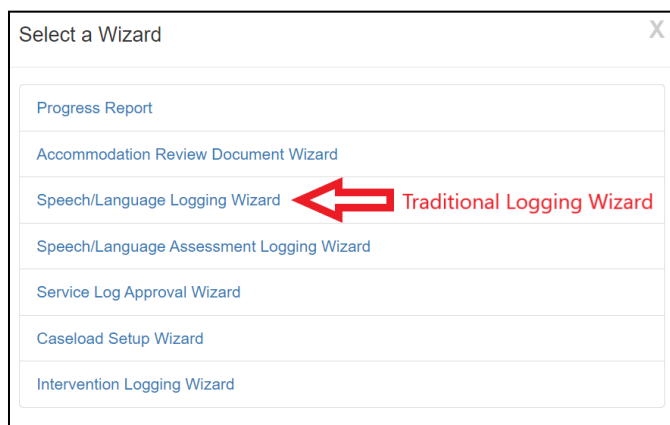 Select a Wizard X
Progress Report
Accommodation Review Document Wizard
Speech/Language Logging Wizard Traditional Logging Wizard
Speech/Language Assessment Logging Wizard
Service Log Approval Wizard
Caseload Setup Wizard
Intervention Logging Wizard